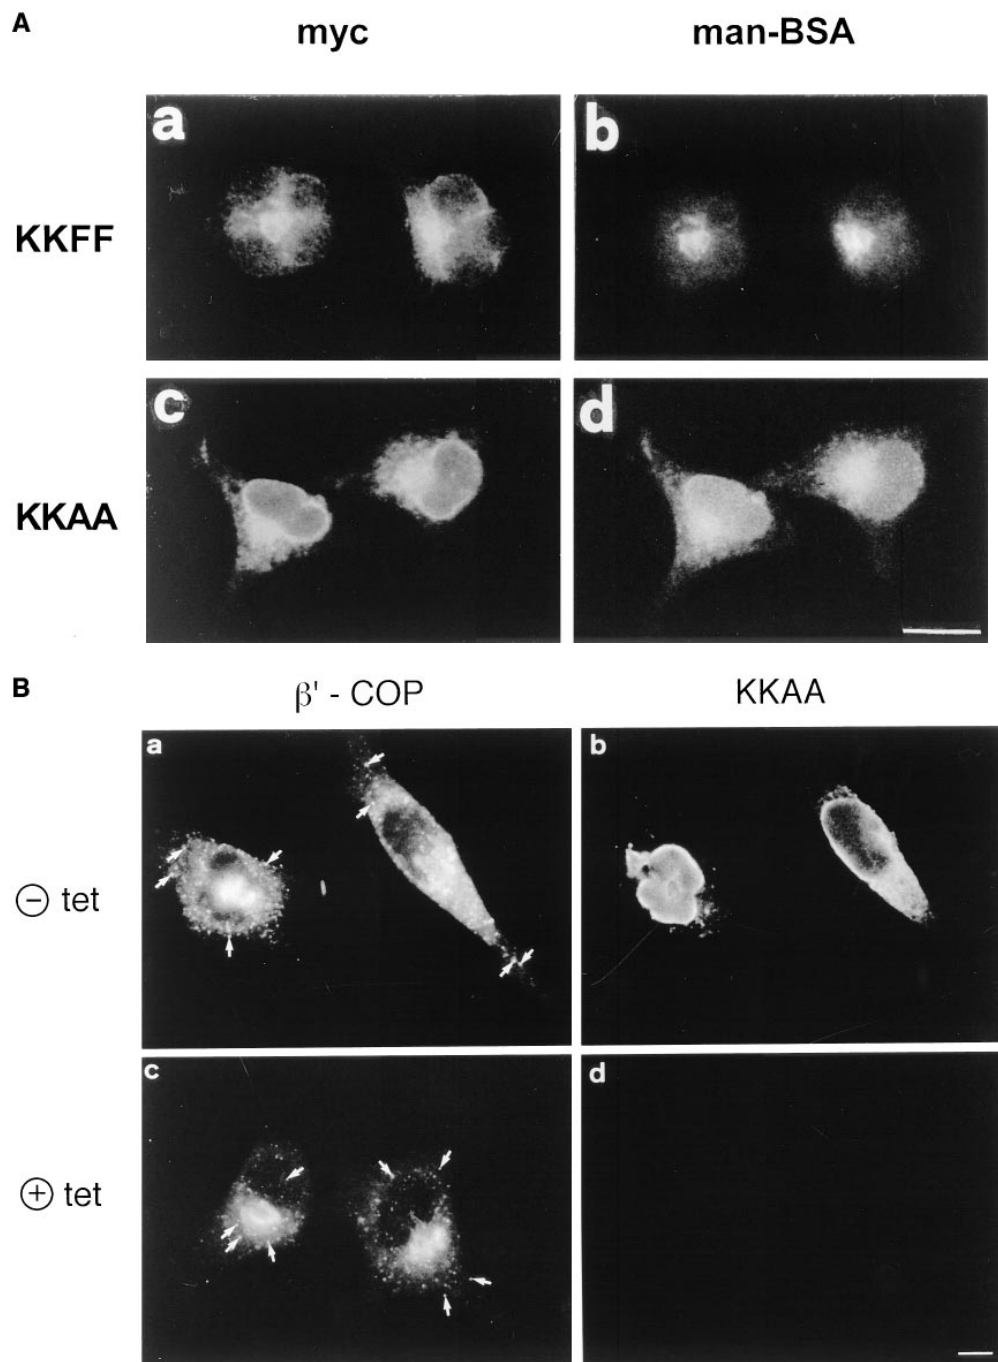 A
myc man-BSA
a b
KKFF
c d
KKAA
B
β' - COP KKAA
a b
⊖ tet
c d
⊕ tet